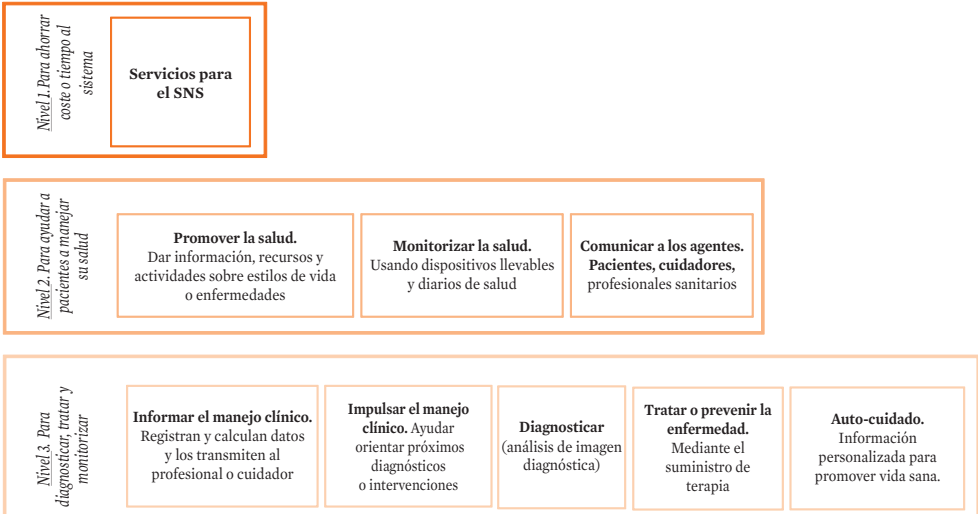 Nivel 1. Para ahorrar
coste o tiempo al
sistema
Servicios para
el SNS
Nivel 2. Para ayudar a
pacientes a manejar
su salud
Promover la salud.
Dar información, recursos y
actividades sobre estilos de vida
o enfermedades
Monitorizar la salud.
Usando dispositivos llevables
y diarios de salud
Comunicar a los agentes.
Pacientes, cuidadores,
profesionales sanitarios
Nivel 3. Para
diagnosticar, tratar y
monitorizar
Informar el manejo clínico.
Registran y calculan datos
y los transmiten al
profesional o cuidador
Impulsar el manejo
clínico. Ayudar
orientar próximos
diagnósticos
o intervenciones
Diagnosticar
(análisis de imagen
diagnóstica)
Tratar o prevenir la
enfermedad.
Mediante el
suministro de
terapia
Auto-cuidado.
Información
personalizada para
promover vida sana.